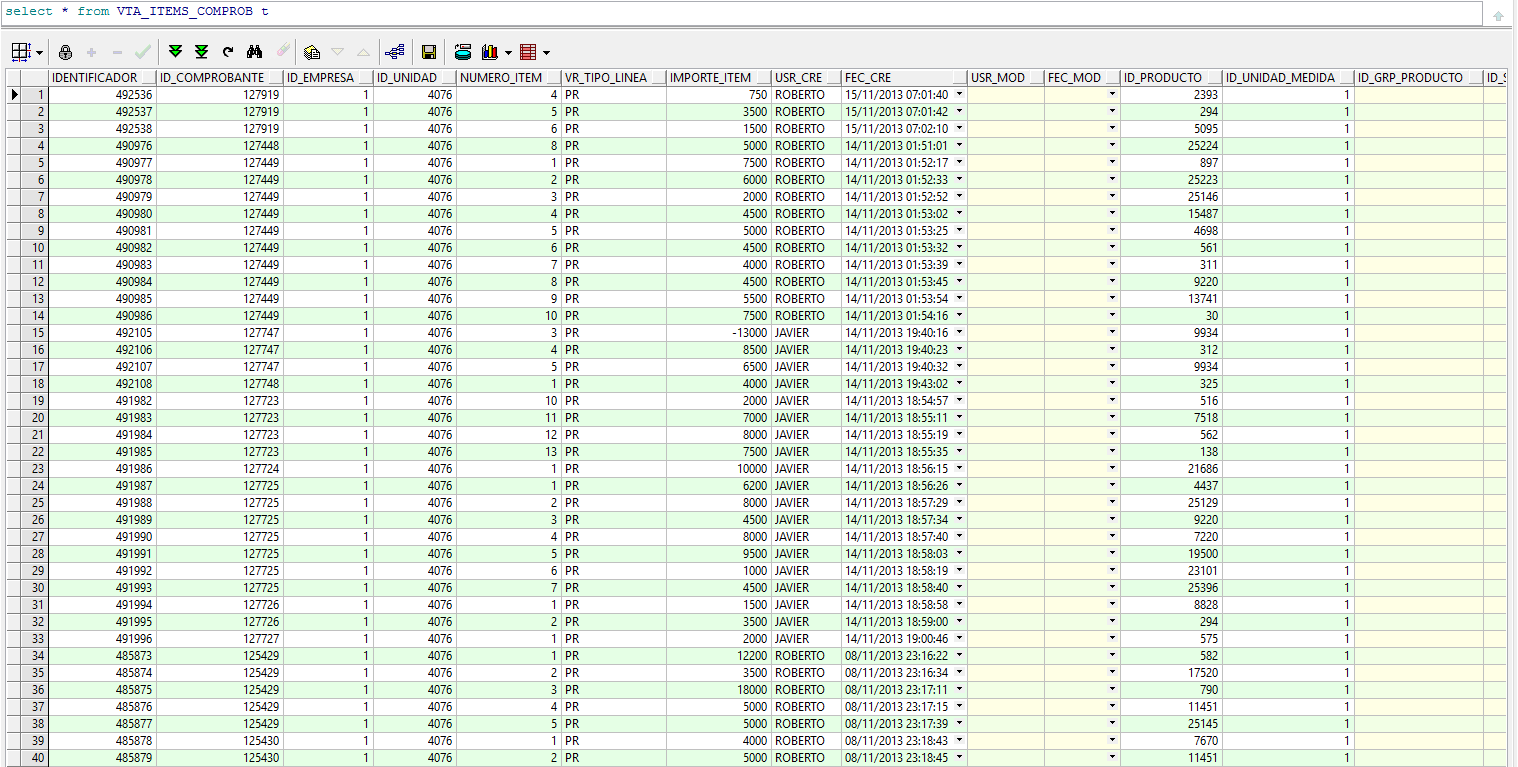 select * from VTA_ITEMS_COMPROB t
IDENTIFICADOR ID_COMPROBANTE ID_EMPRESA ID_UNIDAD NUMERO_ITEM VR_TIPO_LINEA IMPORTE_ITEM USR_CRE FEC_CRE USR_MOD FEC_MOD ID_PRODUCTO ID_UNIDAD_MEDIDA ID_GRP_PRODUCTO ID_S
1 492536 127919 1 4076 4 PR 750 ROBERTO 15/11/2013 07:01:40 2393 1
2 492537 127919 1 4076 5 PR 3500 ROBERTO 15/11/2013 07:01:42 294 1
3 492538 127919 1 4076 6 PR 1500 ROBERTO 15/11/2013 07:02:10 5095 1
4 490976 127448 1 4076 8 PR 5000 ROBERTO 14/11/2013 01:51:01 25224 1
5 490977 127449 1 4076 1 PR 7500 ROBERTO 14/11/2013 01:52:17 897 1
6 490978 127449 1 4076 2 PR 6000 ROBERTO 14/11/2013 01:52:33 25223 1
7 490979 127449 1 4076 3 PR 2000 ROBERTO 14/11/2013 01:52:52 25146 1
8 490980 127449 1 4076 4 PR 4500 ROBERTO 14/11/2013 01:53:02 15487 1
9 490981 127449 1 4076 5 PR 5000 ROBERTO 14/11/2013 01:53:25 4698 1
10 490982 127449 1 4076 6 PR 4500 ROBERTO 14/11/2013 01:53:32 561 1
11 490983 127449 1 4076 7 PR 4000 ROBERTO 14/11/2013 01:53:39 311 1
12 490984 127449 1 4076 8 PR 4500 ROBERTO 14/11/2013 01:53:45 9220 1
13 490985 127449 1 4076 9 PR 5500 ROBERTO 14/11/2013 01:53:54 13741 1
14 490986 127449 1 4076 10 PR 7500 ROBERTO 14/11/2013 01:54:16 30 1
15 492105 127747 1 4076 3 PR -13000 JAVIER 14/11/2013 19:40:16 9934 1
16 492106 127747 1 4076 4 PR 8500 JAVIER 14/11/2013 19:40:23 312 1
17 492107 127747 1 4076 5 PR 6500 JAVIER 14/11/2013 19:40:32 9934 1
18 492108 127748 1 4076 1 PR 4000 JAVIER 14/11/2013 19:43:02 325 1
19 491982 127723 1 4076 10 PR 2000 JAVIER 14/11/2013 18:54:57 516 1
20 491983 127723 1 4076 11 PR 7000 JAVIER 14/11/2013 18:55:11 7518 1
21 491984 127723 1 4076 12 PR 8000 JAVIER 14/11/2013 18:55:19 562 1
22 491985 127723 1 4076 13 PR 7500 JAVIER 14/11/2013 18:55:35 138 1
23 491986 127724 1 4076 1 PR 10000 JAVIER 14/11/2013 18:56:15 21686 1
24 491987 127725 1 4076 1 PR 6200 JAVIER 14/11/2013 18:56:26 4437 1
25 491988 127725 1 4076 2 PR 8000 JAVIER 14/11/2013 18:57:29 25129 1
26 491989 127725 1 4076 3 PR 4500 JAVIER 14/11/2013 18:57:34 9220 1
27 491990 127725 1 4076 4 PR 8000 JAVIER 14/11/2013 18:57:40 7220 1
28 491991 127725 1 4076 5 PR 9500 JAVIER 14/11/2013 18:58:03 19500 1
29 491992 127725 1 4076 6 PR 1000 JAVIER 14/11/2013 18:58:19 23101 1
30 491993 127725 1 4076 7 PR 4500 JAVIER 14/11/2013 18:58:40 25396 1
31 491994 127726 1 4076 1 PR 1500 JAVIER 14/11/2013 18:58:58 8828 1
32 491995 127726 1 4076 2 PR 3500 JAVIER 14/11/2013 18:59:00 294 1
33 491996 127727 1 4076 1 PR 2000 JAVIER 14/11/2013 19:00:46 575 1
34 485873 125429 1 4076 1 PR 12200 ROBERTO 08/11/2013 23:16:22 582 1
35 485874 125429 1 4076 2 PR 3500 ROBERTO 08/11/2013 23:16:34 17520 1
36 485875 125429 1 4076 3 PR 18000 ROBERTO 08/11/2013 23:17:11 790 1
37 485876 125429 1 4076 4 PR 5000 ROBERTO 08/11/2013 23:17:15 11451 1
38 485877 125429 1 4076 5 PR 5000 ROBERTO 08/11/2013 23:17:39 25145 1
39 485878 125430 1 4076 1 PR 4000 ROBERTO 08/11/2013 23:18:43 7670 1
40 485879 125430 1 4076 2 PR 5000 ROBERTO 08/11/2013 23:18:45 11451 1